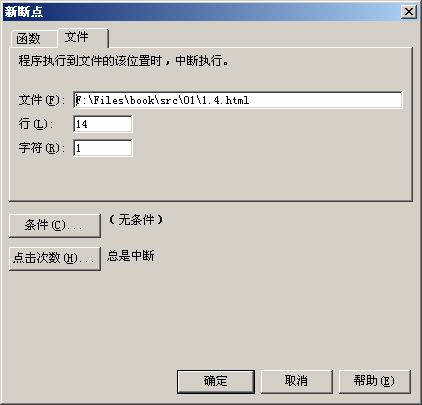 新断点
函数 文件
程序执行到文件的该位置时，中断执行。
文件(F): F:\Files\book\src\01\1.4.html
行(L): 14
字符(R): 1
条件(C)... (无条件)
点击次数(H)... 总是中断
确定 取消 帮助(E)